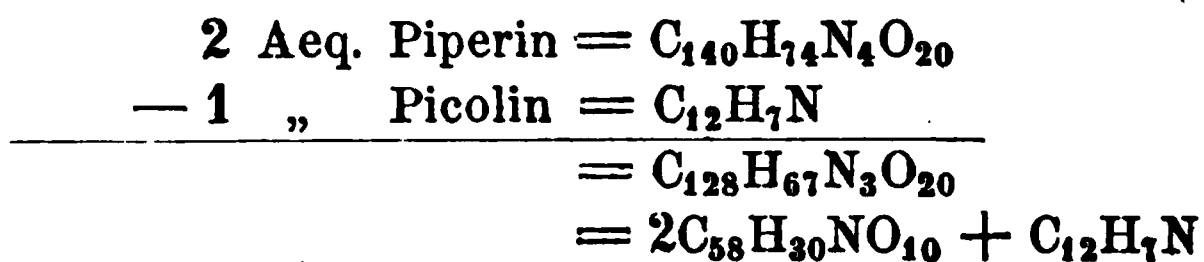 2 Aeq. Piperin = C₁₄₀H₇₄N₄O₂₀
— 1 „ Picolin = C₁₂H₇N
= C₁₂₈H₆₇N₃O₂₀
= 2C₅₈H₃₀NO₁₀ + C₁₂H₇N